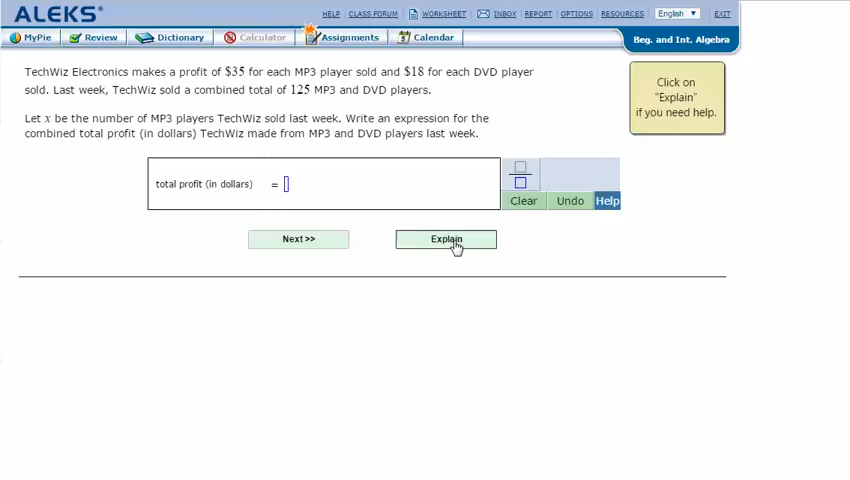 ALEKS®
HELP | CLASS FORUM | WORKSHEET | INBOX | REPORT | OPTIONS | RESOURCES English ▼ EXIT
MyPie Review Dictionary Calculator Assignments 5 Calendar
Beg. and Int. Algebra
TechWiz Electronics makes a profit of $35 for each MP3 player sold and $18 for each DVD player
sold. Last week, TechWiz sold a combined total of 125 MP3 and DVD players.
Let x be the number of MP3 players TechWiz sold last week. Write an expression for the
combined total profit (in dollars) TechWiz made from MP3 and DVD players last week.
Click on
"Explain"
if you need help.
total profit (in dollars) =
Clear Undo Help
Next >> Explain